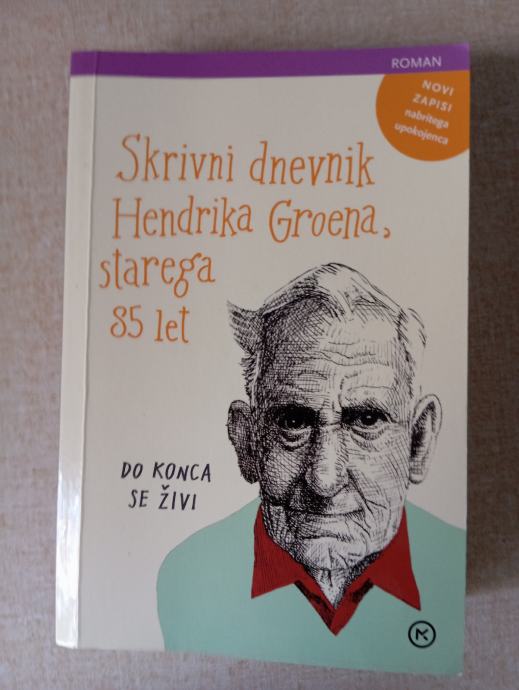 ROMAN
NOVI
ZAPISI
nabritega
upokojenca
Skrivni dnevnik
Hendrika Groena,
starega
85 let
DO KONCA
SE ŽIVI